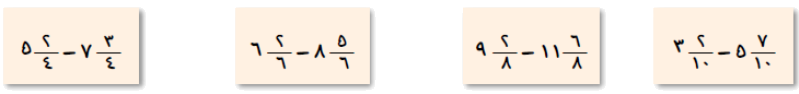 ٥ ٧/١٠ − ٣ ٢/١٠
١١ ٦/٨ − ٩ ٢/٨
٨ ٥/٦ − ٦ ٢/٦
٧ ٣/٤ − ٥ ٢/٤